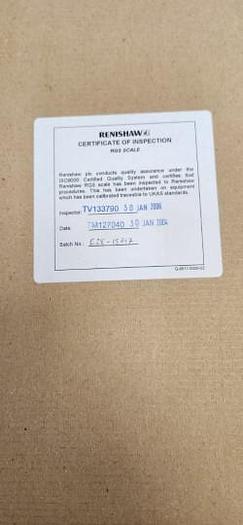 RENISHAW
CERTIFICATE OF INSPECTION
RGS SCALE
Renishaw plc conducts quality assurance under the
ISO9000 Certified Quality System and certifies that
Renishaw RGS scale has been inspected to Renishaw
procedures. This has been undertaken on equipment
which has been calibrated traceable to UKAS standards.
Inspector: TV133790 30 JAN
Date: TM127040 30 JAN 2004
Batch No.: